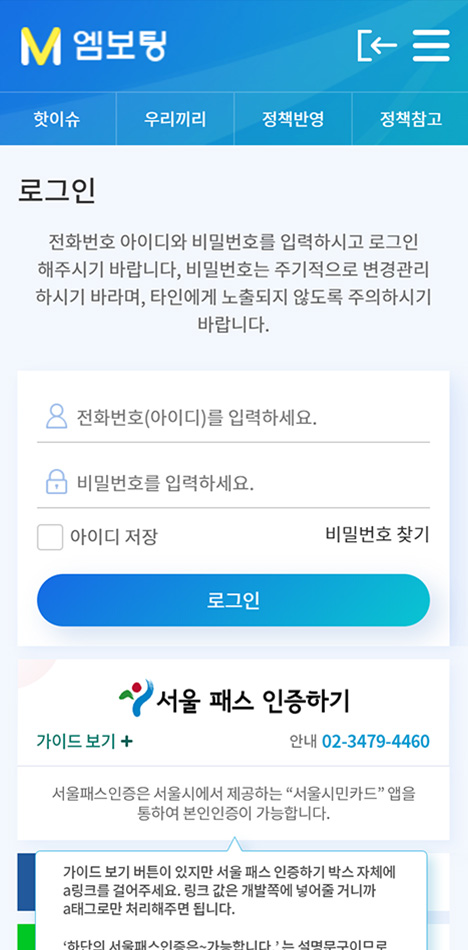 M 엠보팅
핫이슈 우리끼리 정책반영 정책참고
로그인
전화번호 아이디와 비밀번호를 입력하시고 로그인
해주시기 바랍니다, 비밀번호는 주기적으로 변경관리
하시기 바라며, 타인에게 노출되지 않도록 주의하시기
바랍니다.
전화번호(아이디)를 입력하세요.
비밀번호를 입력하세요.
아이디 저장 비밀번호 찾기
로그인
서울 패스 인증하기
가이드 보기 + 안내 02-3479-4460
서울패스인증은 서울시에서 제공하는 “서울시민카드” 앱을
통하여 본인인증이 가능합니다.
가이드 보기 버튼이 있지만 서울 패스 인증하기 박스 자체에
a링크를 걸어주세요. 링크 값은 개발쪽에 넣어줄 거니까
a태그로만 처리해주면 됩니다.
‘하단의 서울패스인증은~가능합니다.’ 는 설명문구이므로